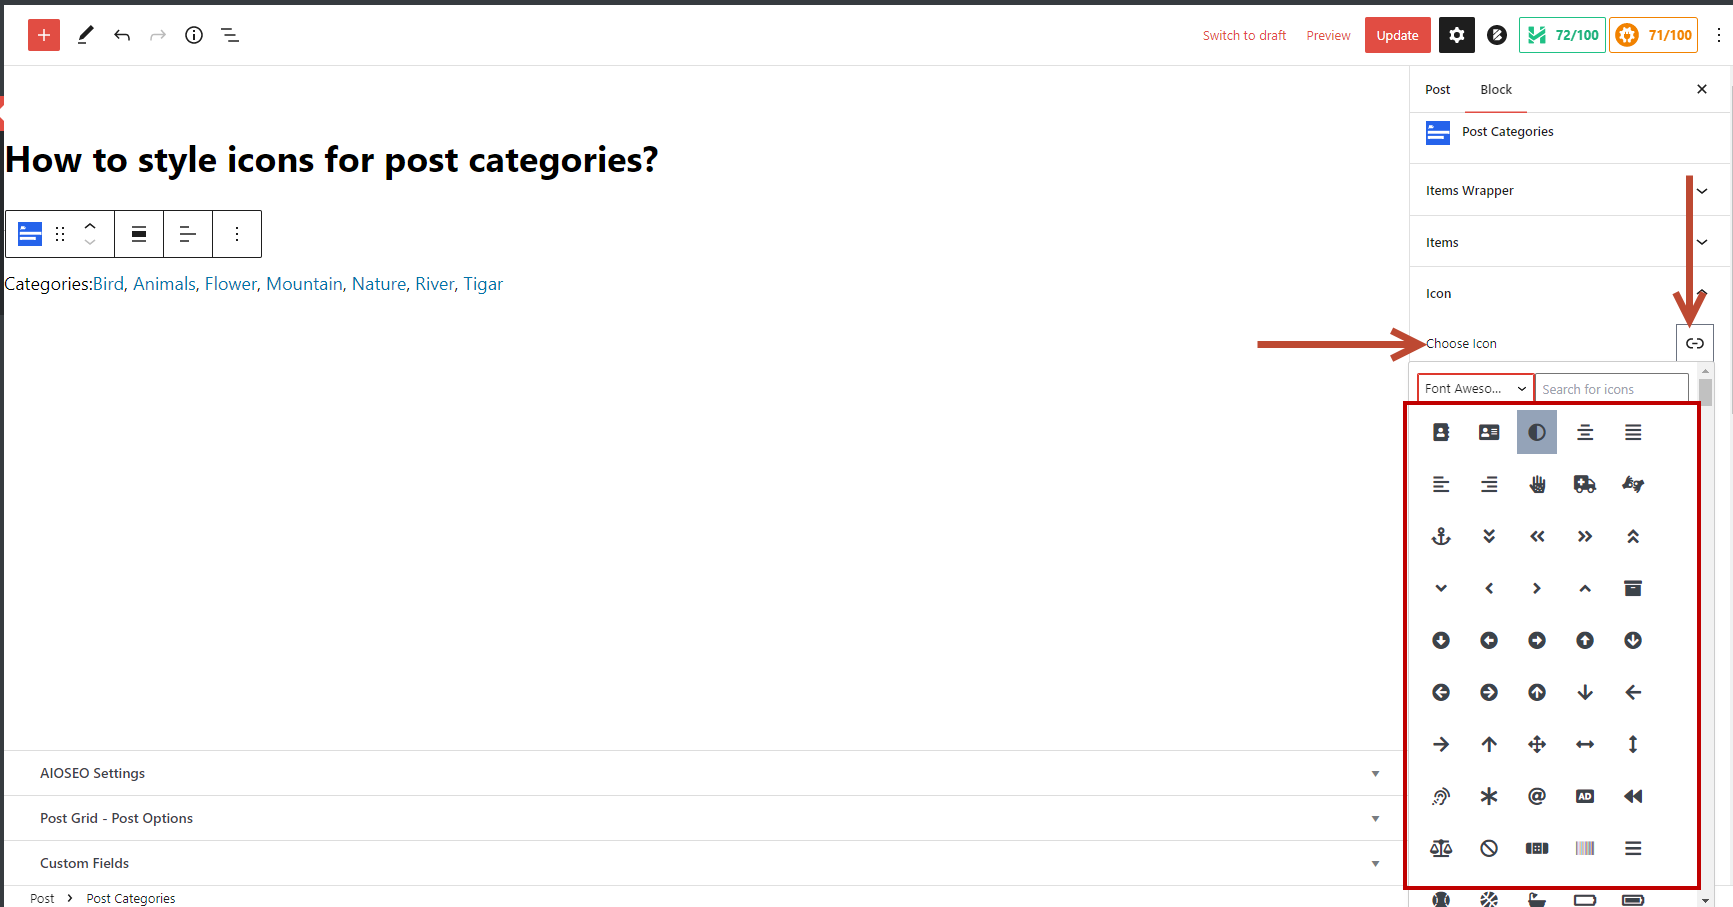 Switch to draft Preview Update 72/100 71/100
Post Block
Post Categories
How to style icons for post categories?
Items Wrapper
Items
Categories:Bird, Animals, Flower, Mountain, Nature, River, Tigar
Icon
Choose Icon
Font Aweso... Search for icons
AD
AIOSEO Settings
Post Grid - Post Options
Custom Fields
Post Post Categories